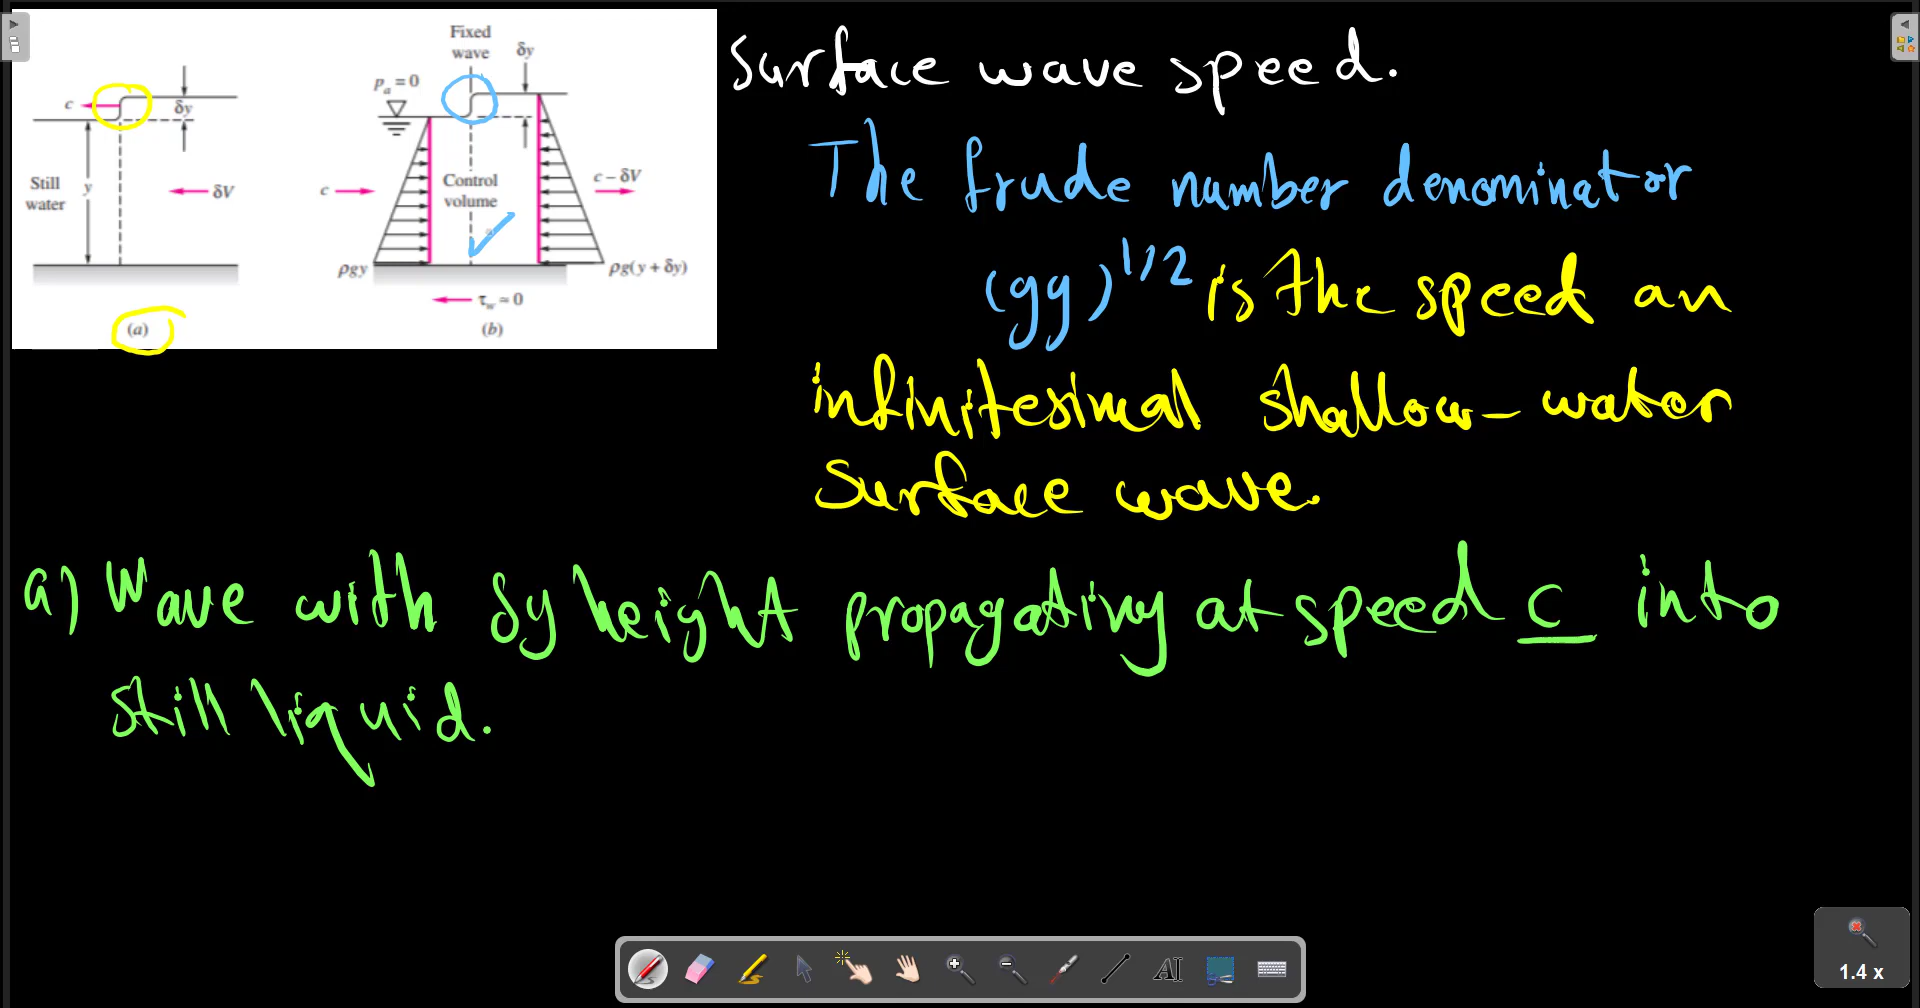 Fixed
wave
δy
pa = 0
c
δy
Still
water
y
δV
c
Control
volume
c – δV
ρgy
ρg(y + δy)
τw ≈ 0
(a)
(b)
Surface wave speed.
The frude number denominator
(gy)^1/2 is the speed an
infinitesimal shallow-water
surface wave.
a) Wave with δy height propagating at speed c into
still liquid.
AI
1.4 x